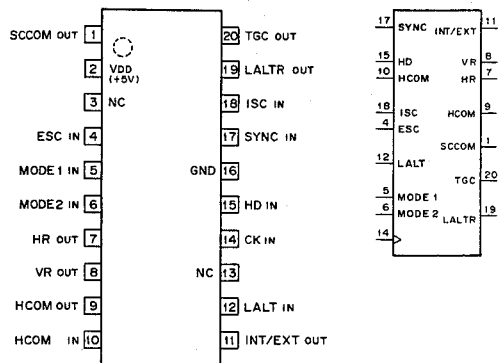 SCCOM OUT 1
2 VDD (+5V)
3 NC
ESC IN 4
MODE1 IN 5
MODE2 IN 6
HR OUT 7
VR OUT 8
HCOM OUT 9
HCOM IN 10
20 TGC OUT
19 LALTR OUT
18 ISC IN
17 SYNC IN
GND 16
15 HD IN
14 CK IN
NC 13
12 LALT IN
11 INT/EXT OUT
17 SYNC INT/EXT 11
15 HD VR 8
10 HCOM HR 7
18 ISC HCOM 9
4 ESC
SCCOM 1
12 LALT
TGC 20
5 MODE 1
6 MODE2 LALTR 19
14